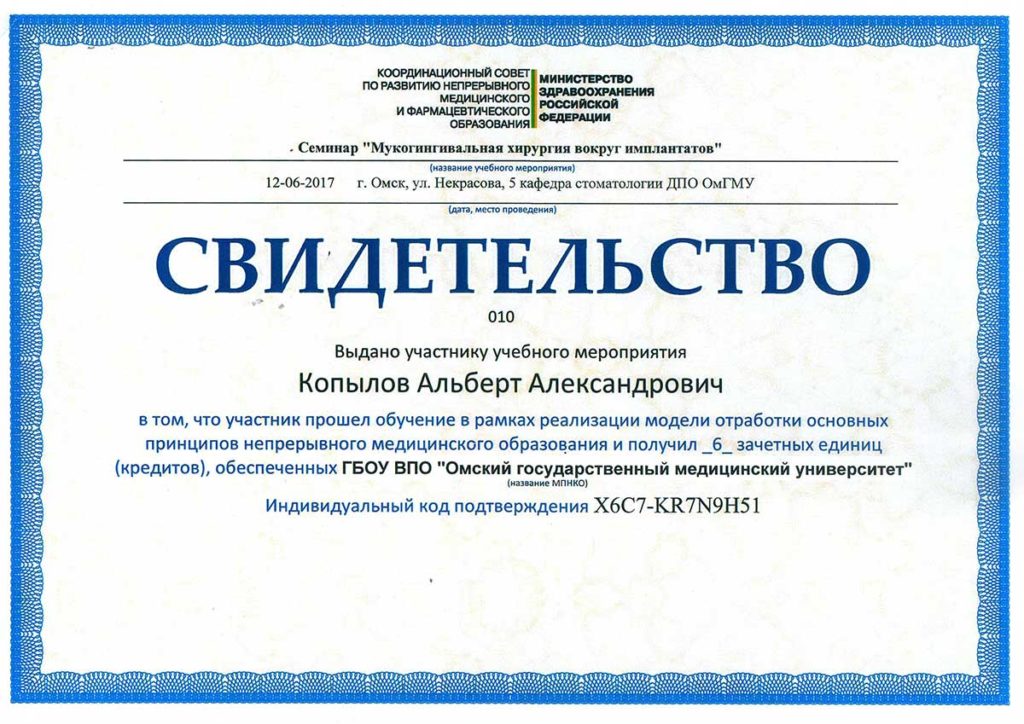 КООРДИНАЦИОННЫЙ СОВЕТ
ПО РАЗВИТИЮ НЕПРЕРЫВНОГО
МЕДИЦИНСКОГО
И ФАРМАЦЕВТИЧЕСКОГО
ОБРАЗОВАНИЯ
МИНИСТЕРСТВО
ЗДРАВООХРАНЕНИЯ
РОССИЙСКОЙ
ФЕДЕРАЦИИ
Семинар "Мукогингивальная хирургия вокруг имплантатов"
(название учебного мероприятия)
12-06-2017 г. Омск, ул. Некрасова, 5 кафедра стоматологии ДПО ОмГМУ
(дата, место проведения)
СВИДЕТЕЛЬСТВО
010
Выдано участнику учебного мероприятия
Копылов Альберт Александрович
в том, что участник прошел обучение в рамках реализации модели отработки основных
принципов непрерывного медицинского образования и получил _6_ зачетных единиц
(кредитов), обеспеченных ГБОУ ВПО "Омский государственный медицинский университет"
(название МПНКО)
Индивидуальный код подтверждения X6C7-KR7N9H51